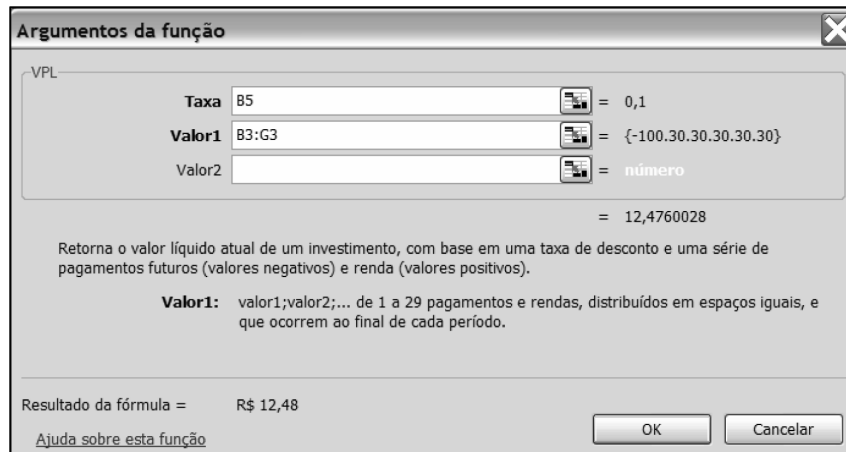 Argumentos da função
VPL
Taxa B5 = 0,1
Valor1 B3:G3 = {-100.30.30.30.30.30}
Valor2 = número
= 12,4760028
Retorna o valor líquido atual de um investimento, com base em uma taxa de desconto e uma série de
pagamentos futuros (valores negativos) e renda (valores positivos).
Valor1: valor1;valor2;... de 1 a 29 pagamentos e rendas, distribuídos em espaços iguais, e
que ocorrem ao final de cada período.
Resultado da fórmula = R$ 12,48
Ajuda sobre esta função
OK Cancelar